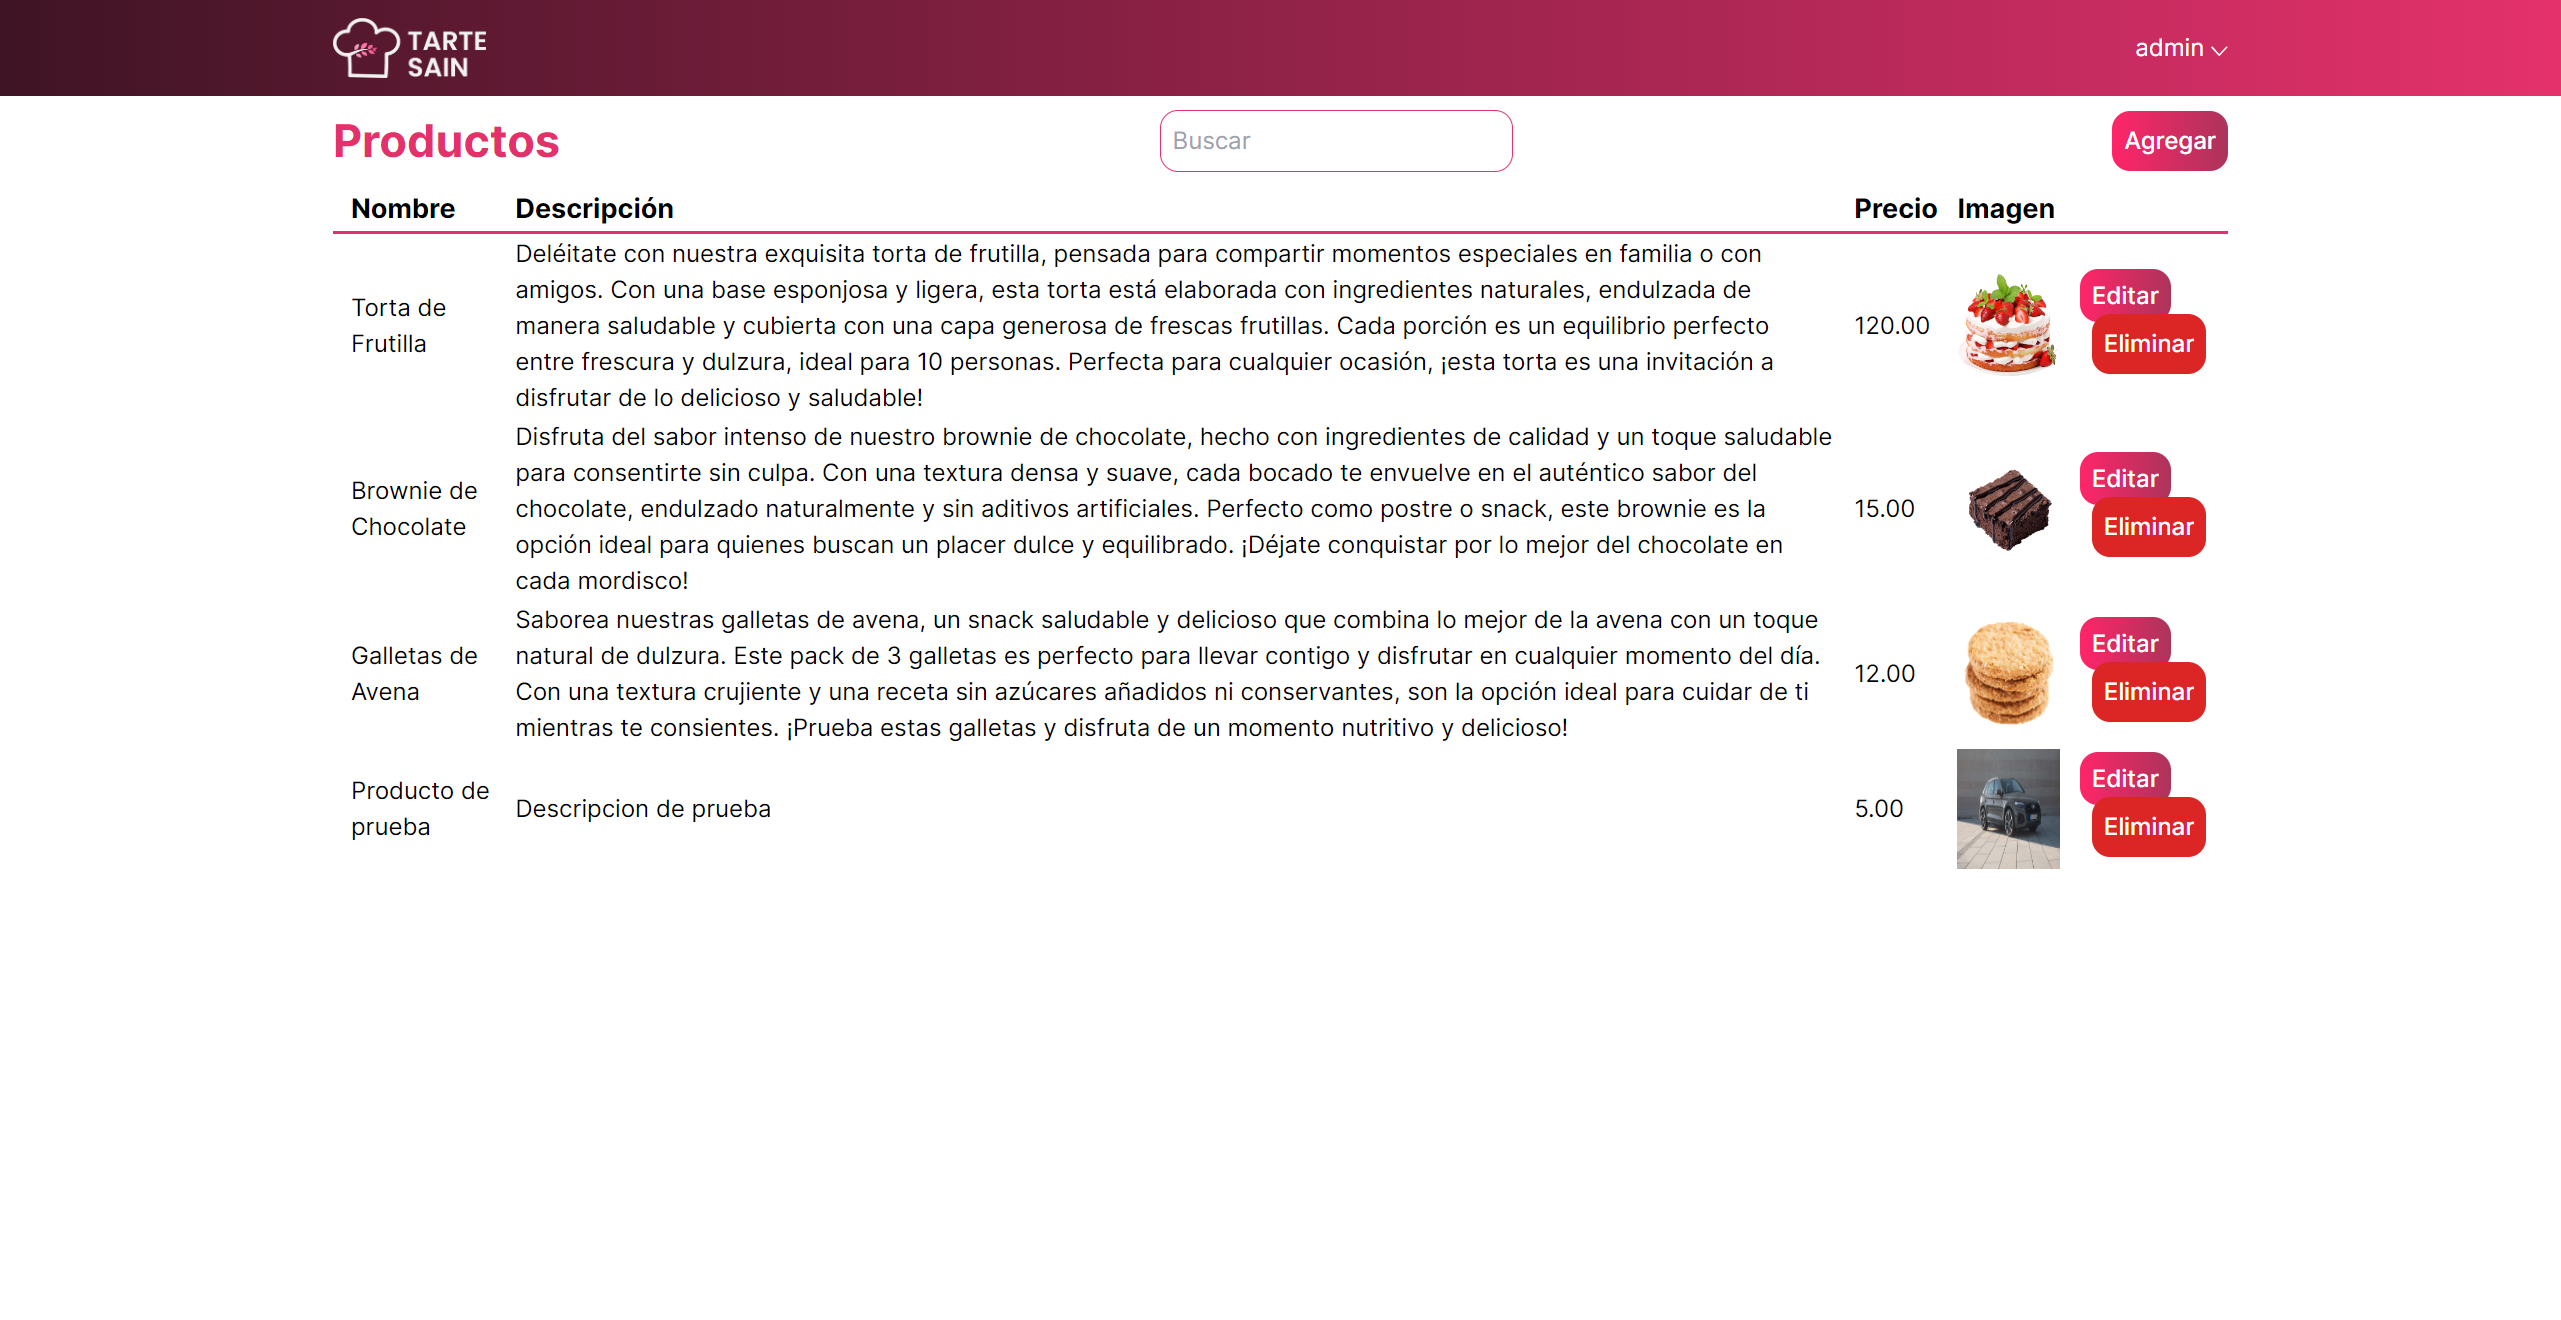 TARTE
SAIN
admin
Productos
Buscar
Agregar
Nombre Descripción Precio Imagen
Torta de
Frutilla
Deléitate con nuestra exquisita torta de frutilla, pensada para compartir momentos especiales en familia o con
amigos. Con una base esponjosa y ligera, esta torta está elaborada con ingredientes naturales, endulzada de
manera saludable y cubierta con una capa generosa de frescas frutillas. Cada porción es un equilibrio perfecto
entre frescura y dulzura, ideal para 10 personas. Perfecta para cualquier ocasión, ¡esta torta es una invitación a
disfrutar de lo delicioso y saludable!
120.00
Editar
Eliminar
Brownie de
Chocolate
Disfruta del sabor intenso de nuestro brownie de chocolate, hecho con ingredientes de calidad y un toque saludable
para consentirte sin culpa. Con una textura densa y suave, cada bocado te envuelve en el auténtico sabor del
chocolate, endulzado naturalmente y sin aditivos artificiales. Perfecto como postre o snack, este brownie es la
opción ideal para quienes buscan un placer dulce y equilibrado. ¡Déjate conquistar por lo mejor del chocolate en
cada mordisco!
15.00
Editar
Eliminar
Galletas de
Avena
Saborea nuestras galletas de avena, un snack saludable y delicioso que combina lo mejor de la avena con un toque
natural de dulzura. Este pack de 3 galletas es perfecto para llevar contigo y disfrutar en cualquier momento del día.
Con una textura crujiente y una receta sin azúcares añadidos ni conservantes, son la opción ideal para cuidar de ti
mientras te consientes. ¡Prueba estas galletas y disfruta de un momento nutritivo y delicioso!
12.00
Editar
Eliminar
Producto de
prueba
Descripcion de prueba
5.00
Editar
Eliminar